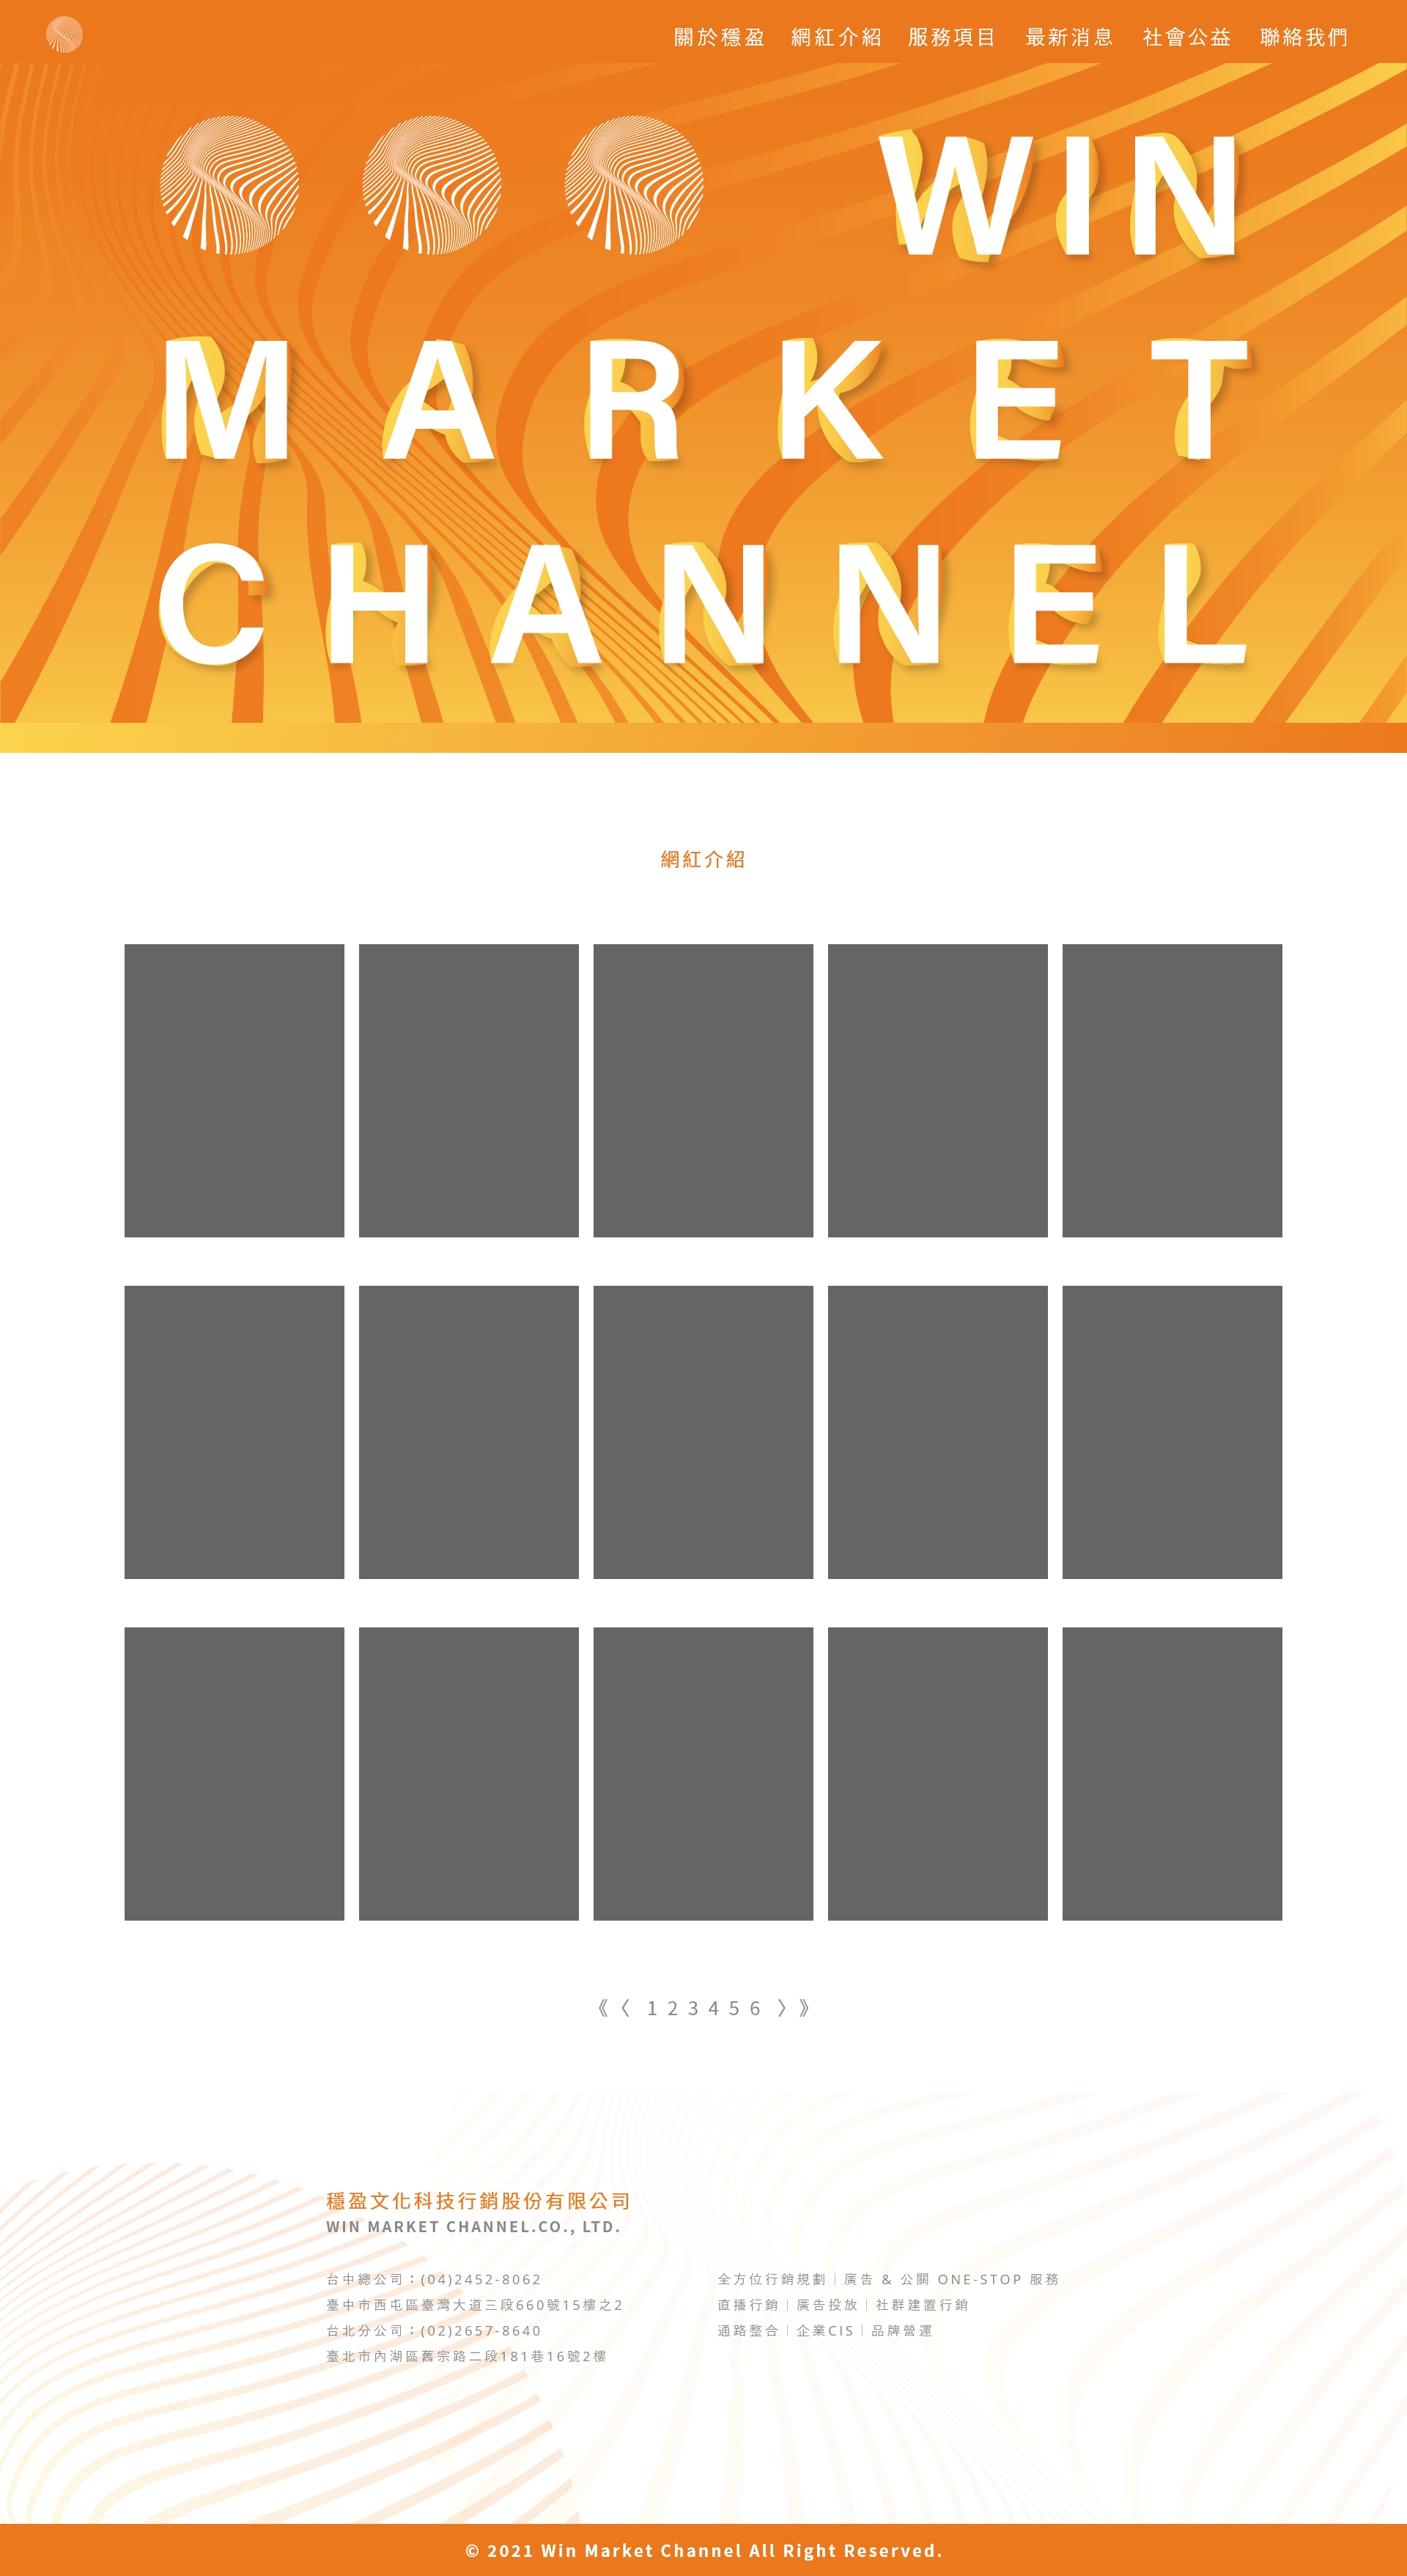 關於穩盈 網紅介紹 服務項目 最新消息 社會公益 聯絡我們
WIN
MARKET
CHANNEL
網紅介紹
《〈 1 2 3 4 5 6 〉》
穩盈文化科技行銷股份有限公司
WIN MARKET CHANNEL.CO., LTD.
台中總公司：(04)2452-8062
臺中市西屯區臺灣大道三段660號15樓之2
台北分公司：(02)2657-8640
臺北市內湖區舊宗路二段181巷16號2樓
全方位行銷規劃｜廣告 & 公關 ONE-STOP 服務
直播行銷｜廣告投放｜社群建置行銷
通路整合｜企業CIS｜品牌營運
© 2021 Win Market Channel All Right Reserved.